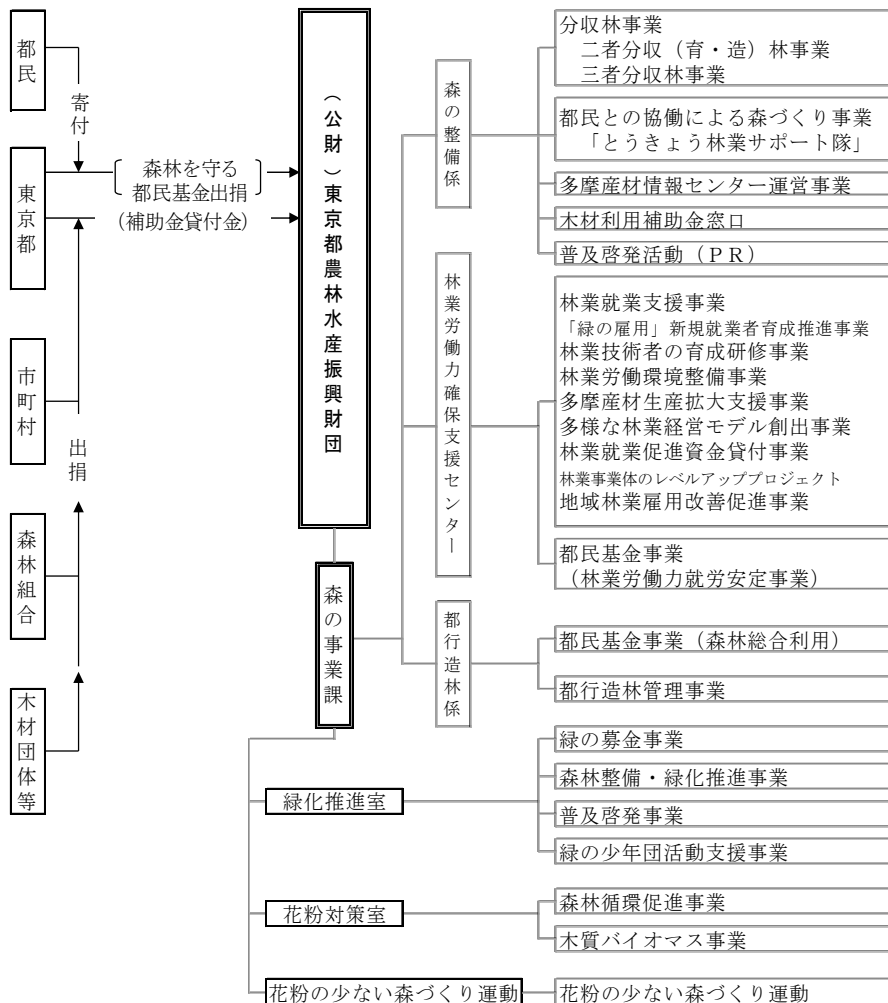 都民
寄付
東京都
森林を守る
都民基金出捐
(補助金貸付金)
市町村
出捐
森林組合
木材団体等
(公財)東京都農林水産振興財団
森の事業課
森の整備係
分収林事業
二者分収(育・造)林事業
三者分収林事業
都民との協働による森づくり事業
「とうきょう林業サポート隊」
多摩産材情報センター運営事業
木材利用補助金窓口
普及啓発活動(PR)
林業労働力確保支援センター
林業就業支援事業
「緑の雇用」新規就業者育成推進事業
林業技術者の育成研修事業
林業労働環境整備事業
多摩産材生産拡大支援事業
多様な林業経営モデル創出事業
林業就業促進資金貸付事業
林業事業体のレベルアッププロジェクト
地域林業雇用改善促進事業
都民基金事業
(林業労働力就労安定事業)
都行造林係
都民基金事業(森林総合利用)
都行造林管理事業
緑化推進室
緑の募金事業
森林整備・緑化推進事業
普及啓発事業
緑の少年団活動支援事業
花粉対策室
森林循環促進事業
木質バイオマス事業
花粉の少ない森づくり運動
花粉の少ない森づくり運動